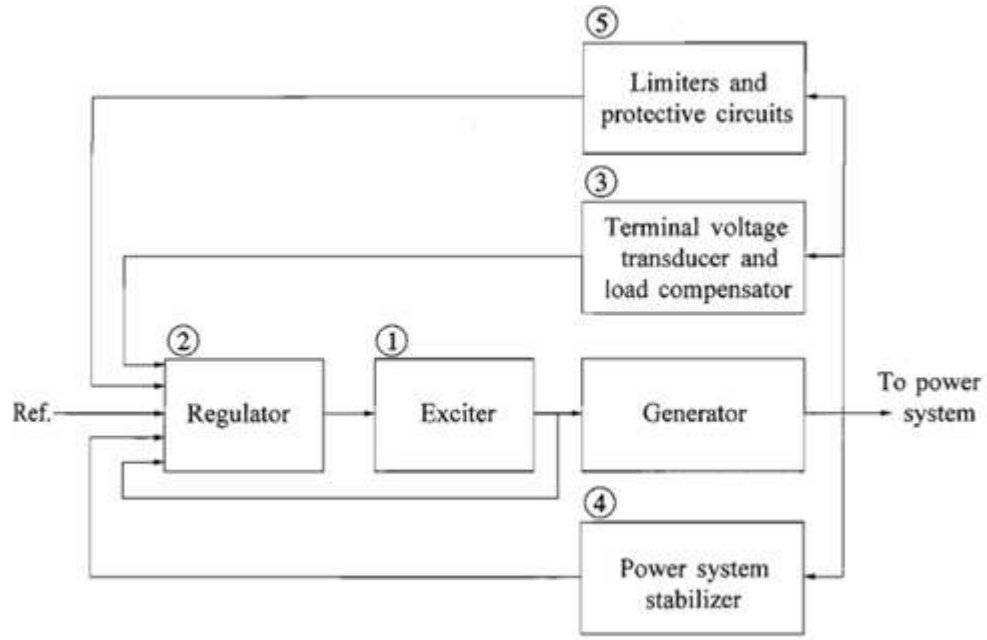 ⑤
Limiters and
protective circuits
③
Terminal voltage
transducer and
load compensator
②
①
Ref.
Regulator
Exciter
Generator
To power
system
④
Power system
stabilizer